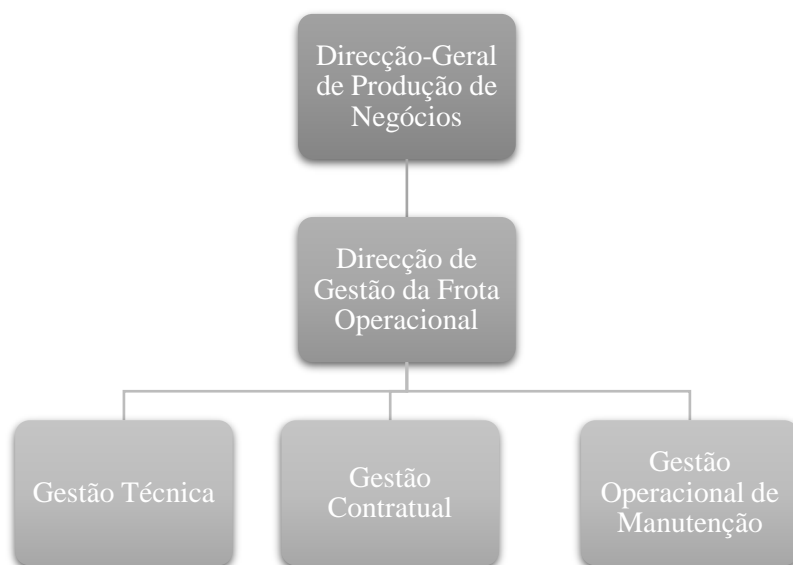 Direcção-Geral
de Produção de
Negócios
Direcção de
Gestão da Frota
Operacional
Gestão Técnica
Gestão
Contratual
Gestão
Operacional de
Manutenção